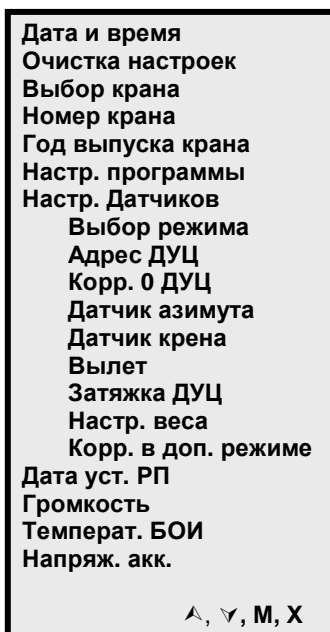 Дата и время
Очистка настроек
Выбор крана
Номер крана
Год выпуска крана
Настр. программы
Настр. Датчиков
Выбор режима
Адрес ДУЦ
Корр. 0 ДУЦ
Датчик азимута
Датчик крена
Вылет
Затяжка ДУЦ
Настр. веса
Корр. в доп. режиме
Дата уст. РП
Громкость
Температ. БОИ
Напряж. акк.
⮝, ⮟, М, Х